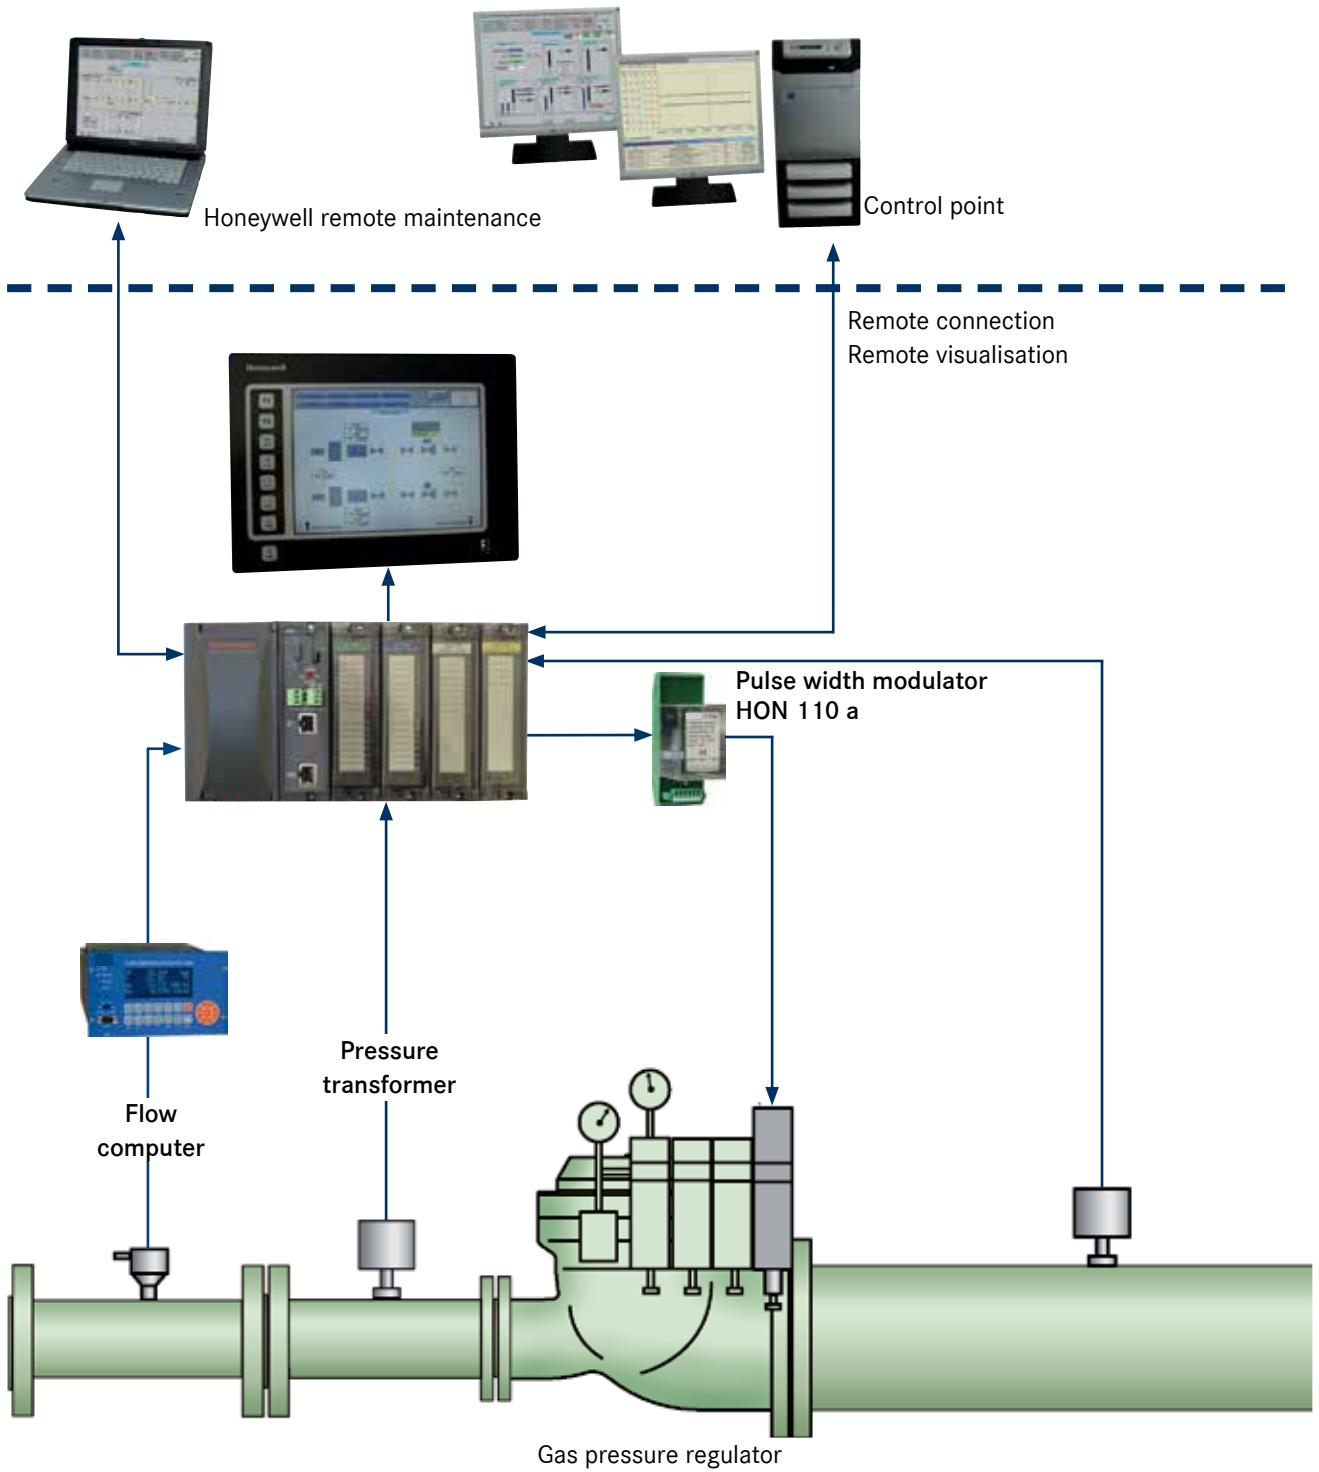 Honeywell remote maintenance
Control point
Remote connection
Remote visualisation
Honeywell
Pulse width modulator
HON 110 a
Pressure
transformer
Flow
computer
Gas pressure regulator